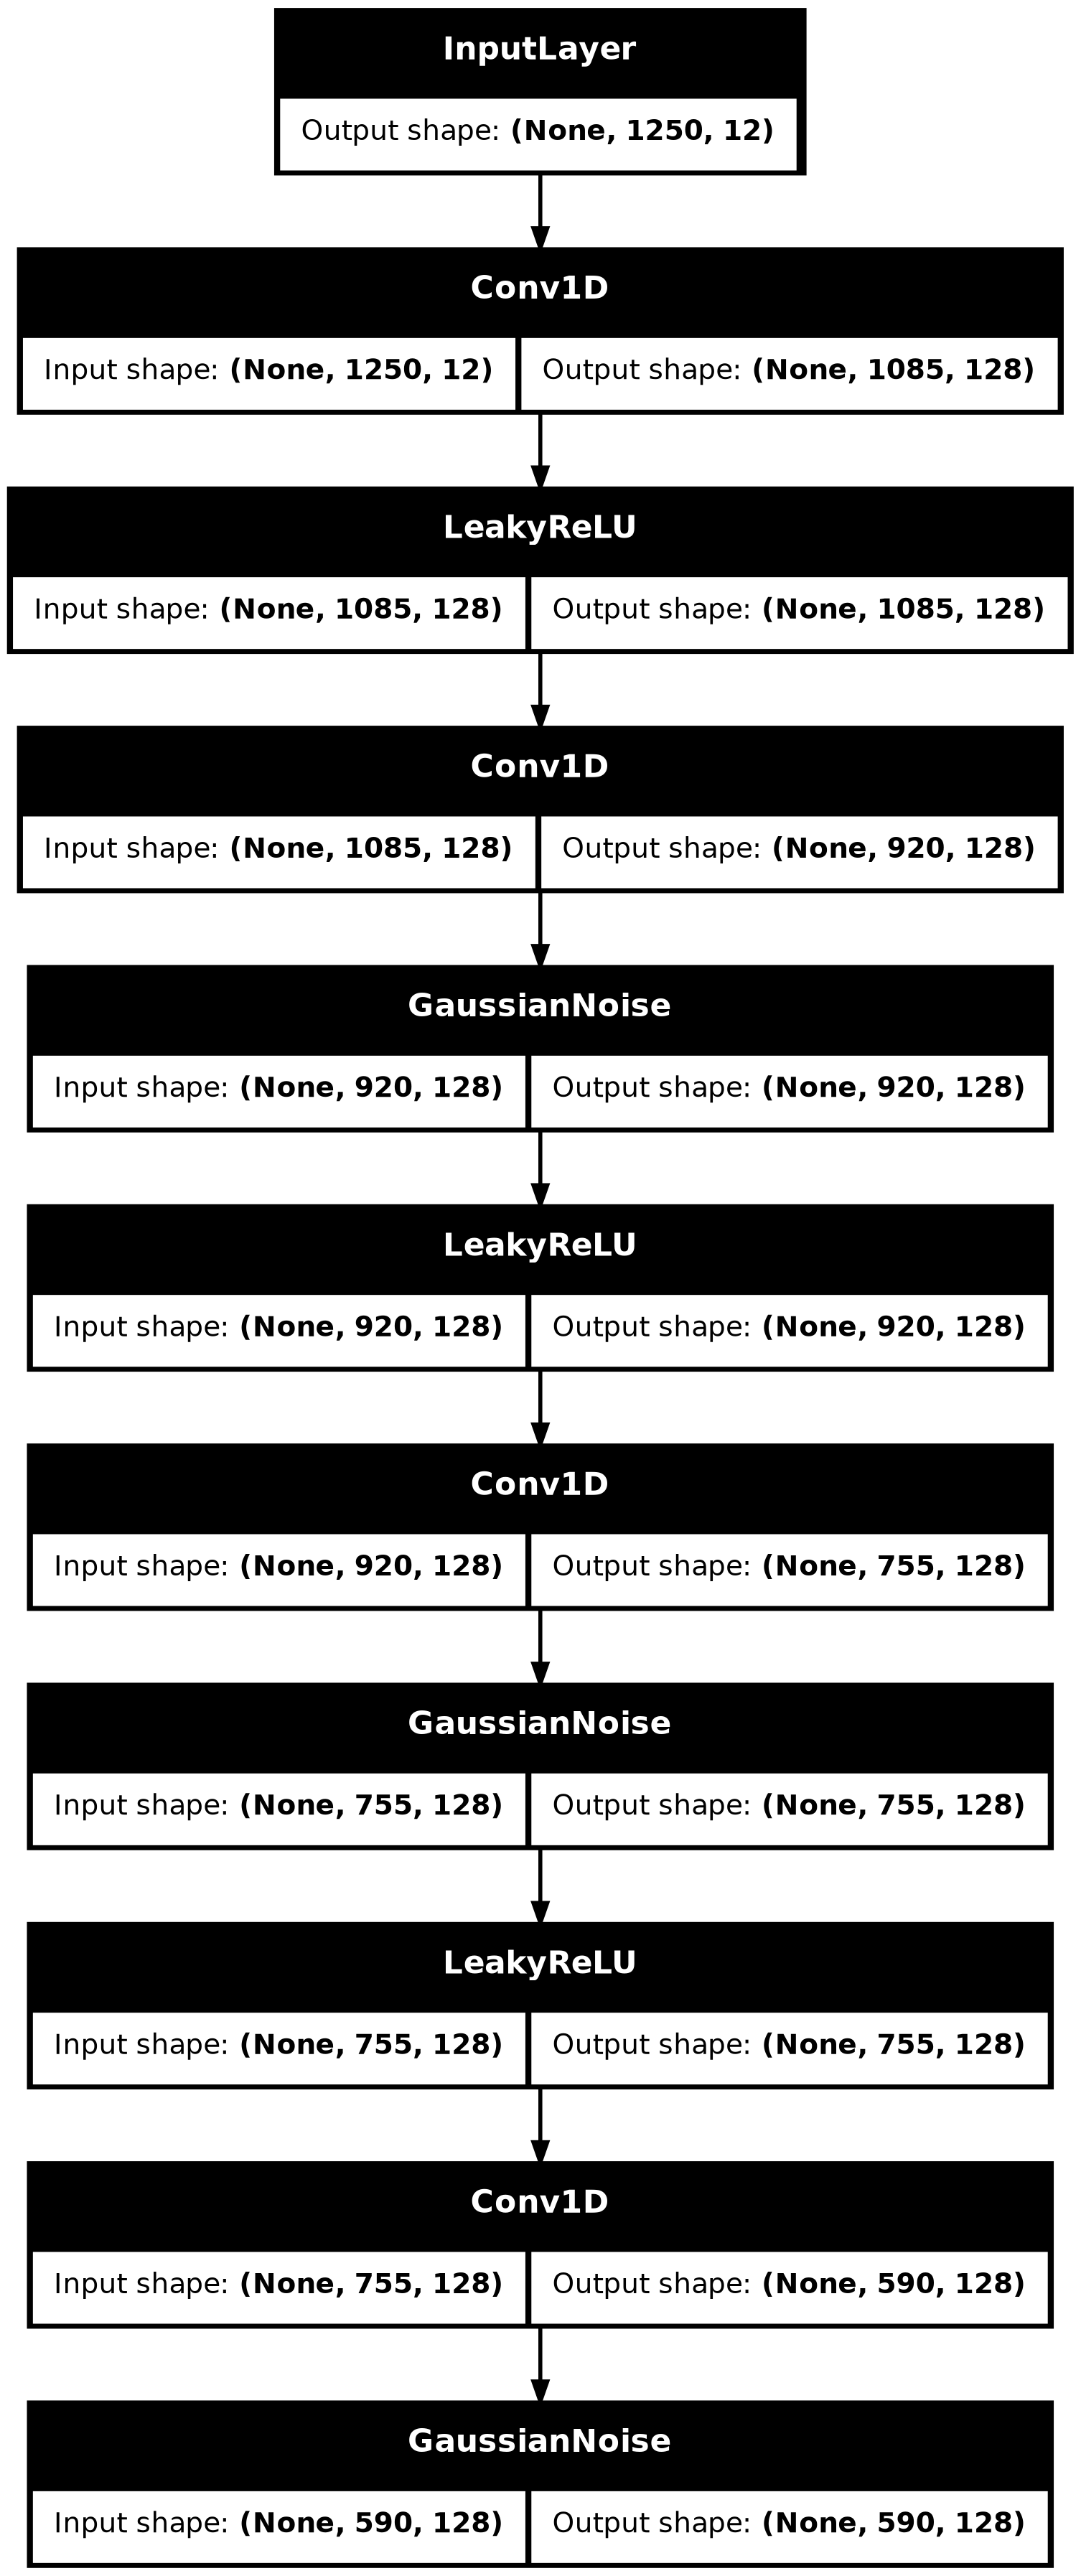 InputLayer
Output shape: (None, 1250, 12)
Conv1D
Input shape: (None, 1250, 12) Output shape: (None, 1085, 128)
LeakyReLU
Input shape: (None, 1085, 128) Output shape: (None, 1085, 128)
Conv1D
Input shape: (None, 1085, 128) Output shape: (None, 920, 128)
GaussianNoise
Input shape: (None, 920, 128) Output shape: (None, 920, 128)
LeakyReLU
Input shape: (None, 920, 128) Output shape: (None, 920, 128)
Conv1D
Input shape: (None, 920, 128) Output shape: (None, 755, 128)
GaussianNoise
Input shape: (None, 755, 128) Output shape: (None, 755, 128)
LeakyReLU
Input shape: (None, 755, 128) Output shape: (None, 755, 128)
Conv1D
Input shape: (None, 755, 128) Output shape: (None, 590, 128)
GaussianNoise
Input shape: (None, 590, 128) Output shape: (None, 590, 128)